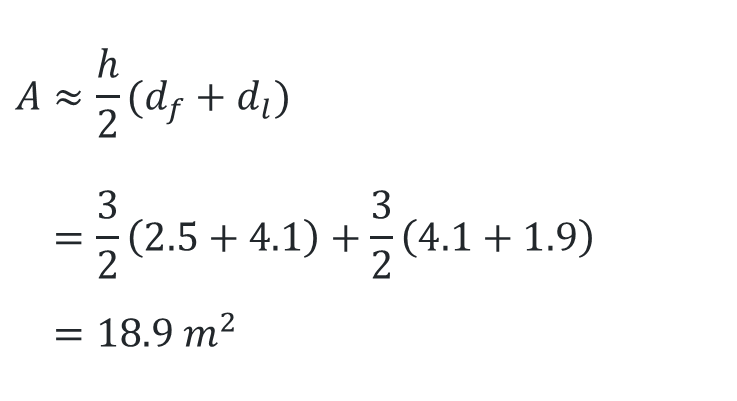 A ≈ h/2 (d_f + d_l)
= 3/2 (2.5 + 4.1) + 3/2 (4.1 + 1.9)
= 18.9 m²